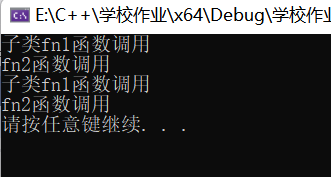 E:\C++\学校作业\x64\Debug\学校作业
子类fn1函数调用
fn2函数调用
子类fn1函数调用
fn2函数调用
请按任意键继续. . .